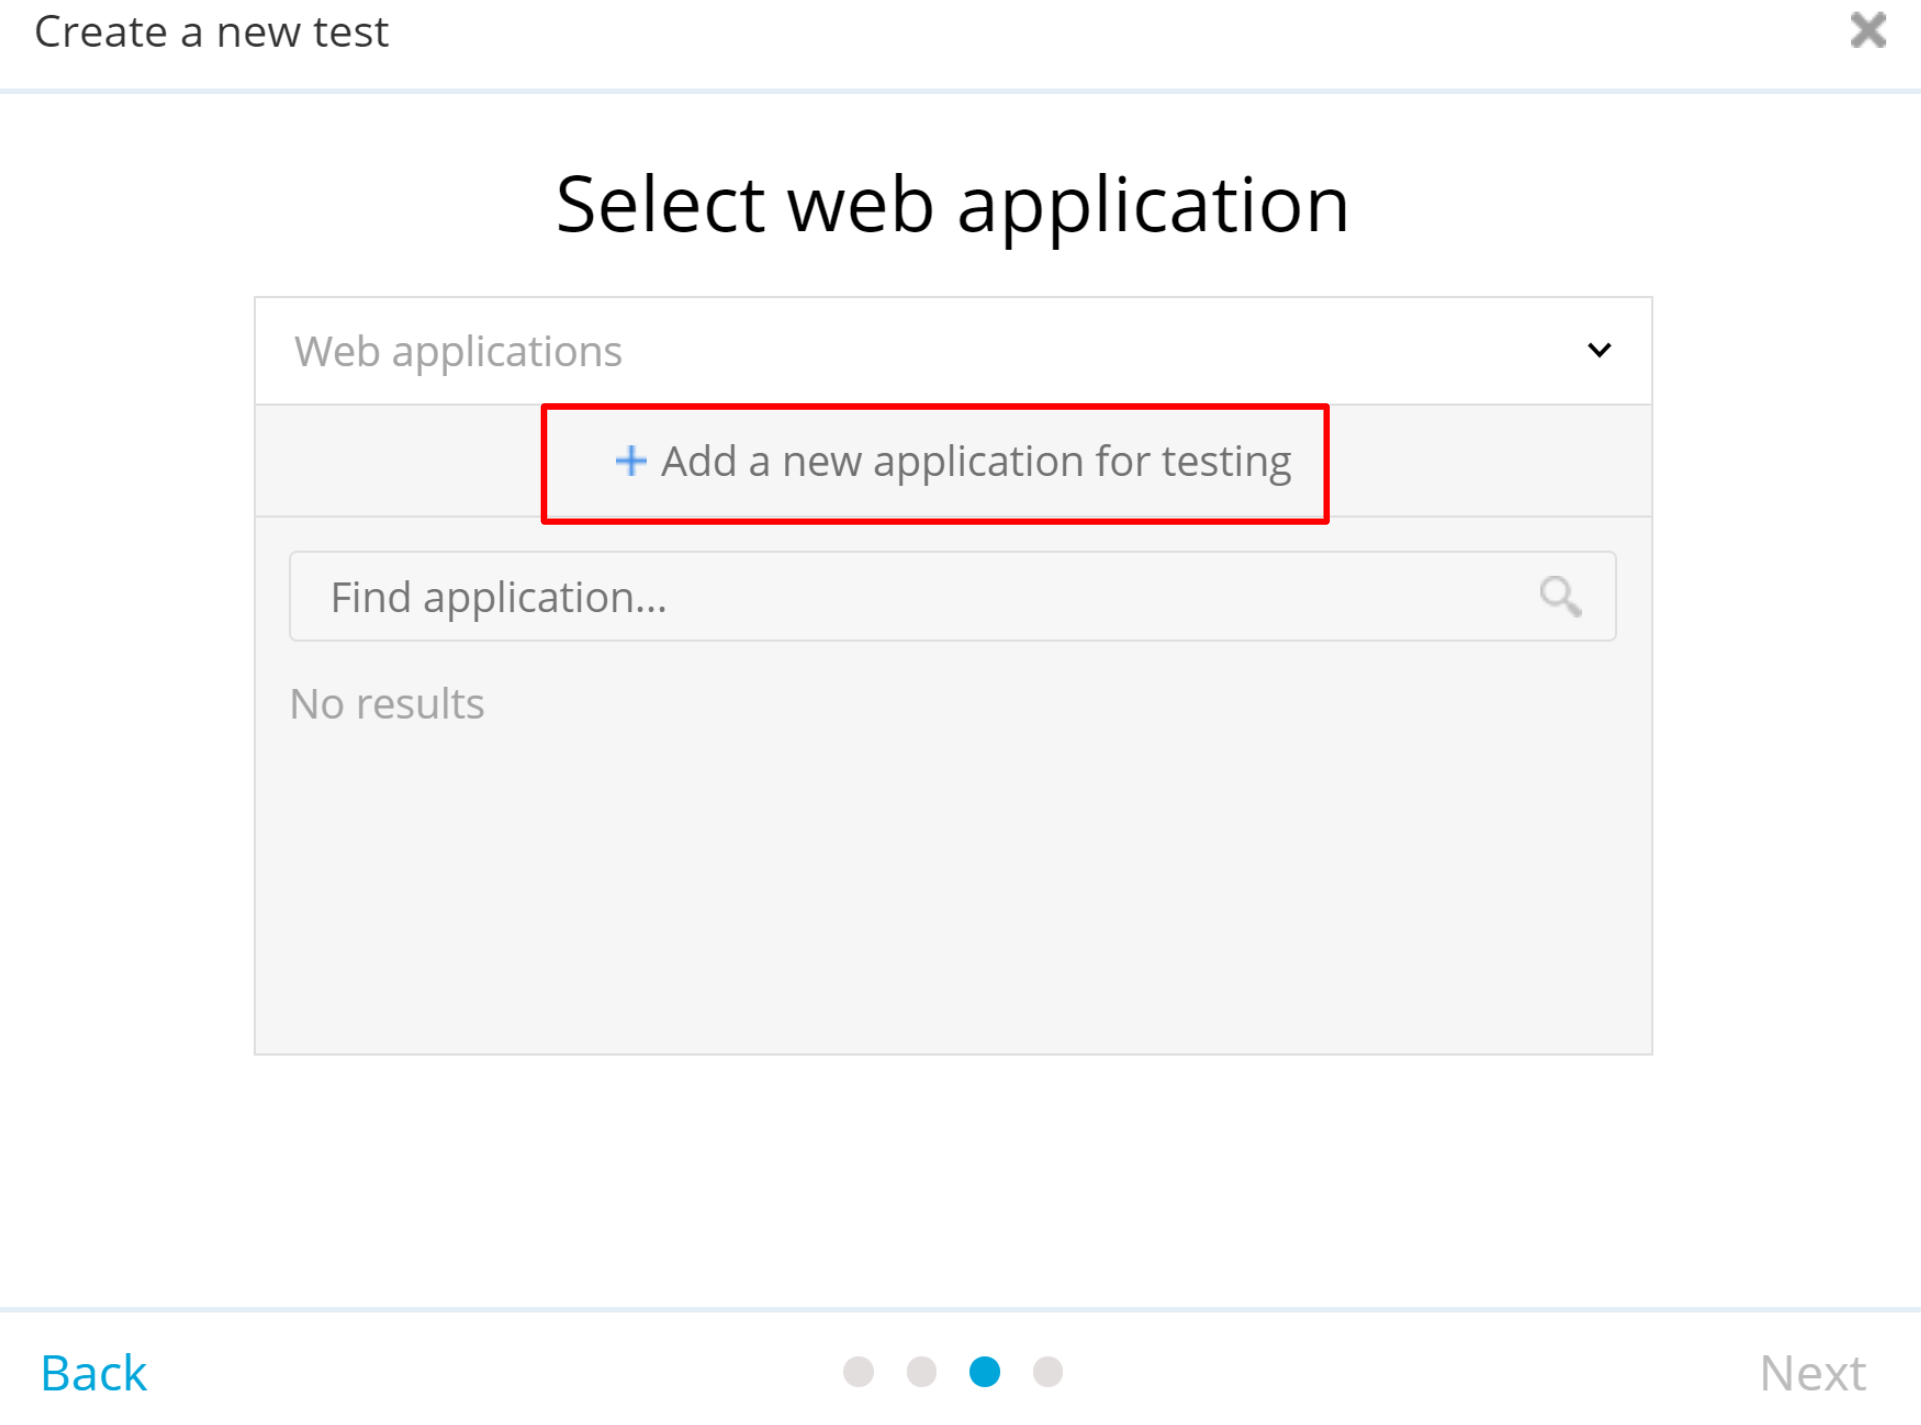 Create a new test
Select web application
Web applications
Add a new application for testing
Find application...
No results
Back
Next